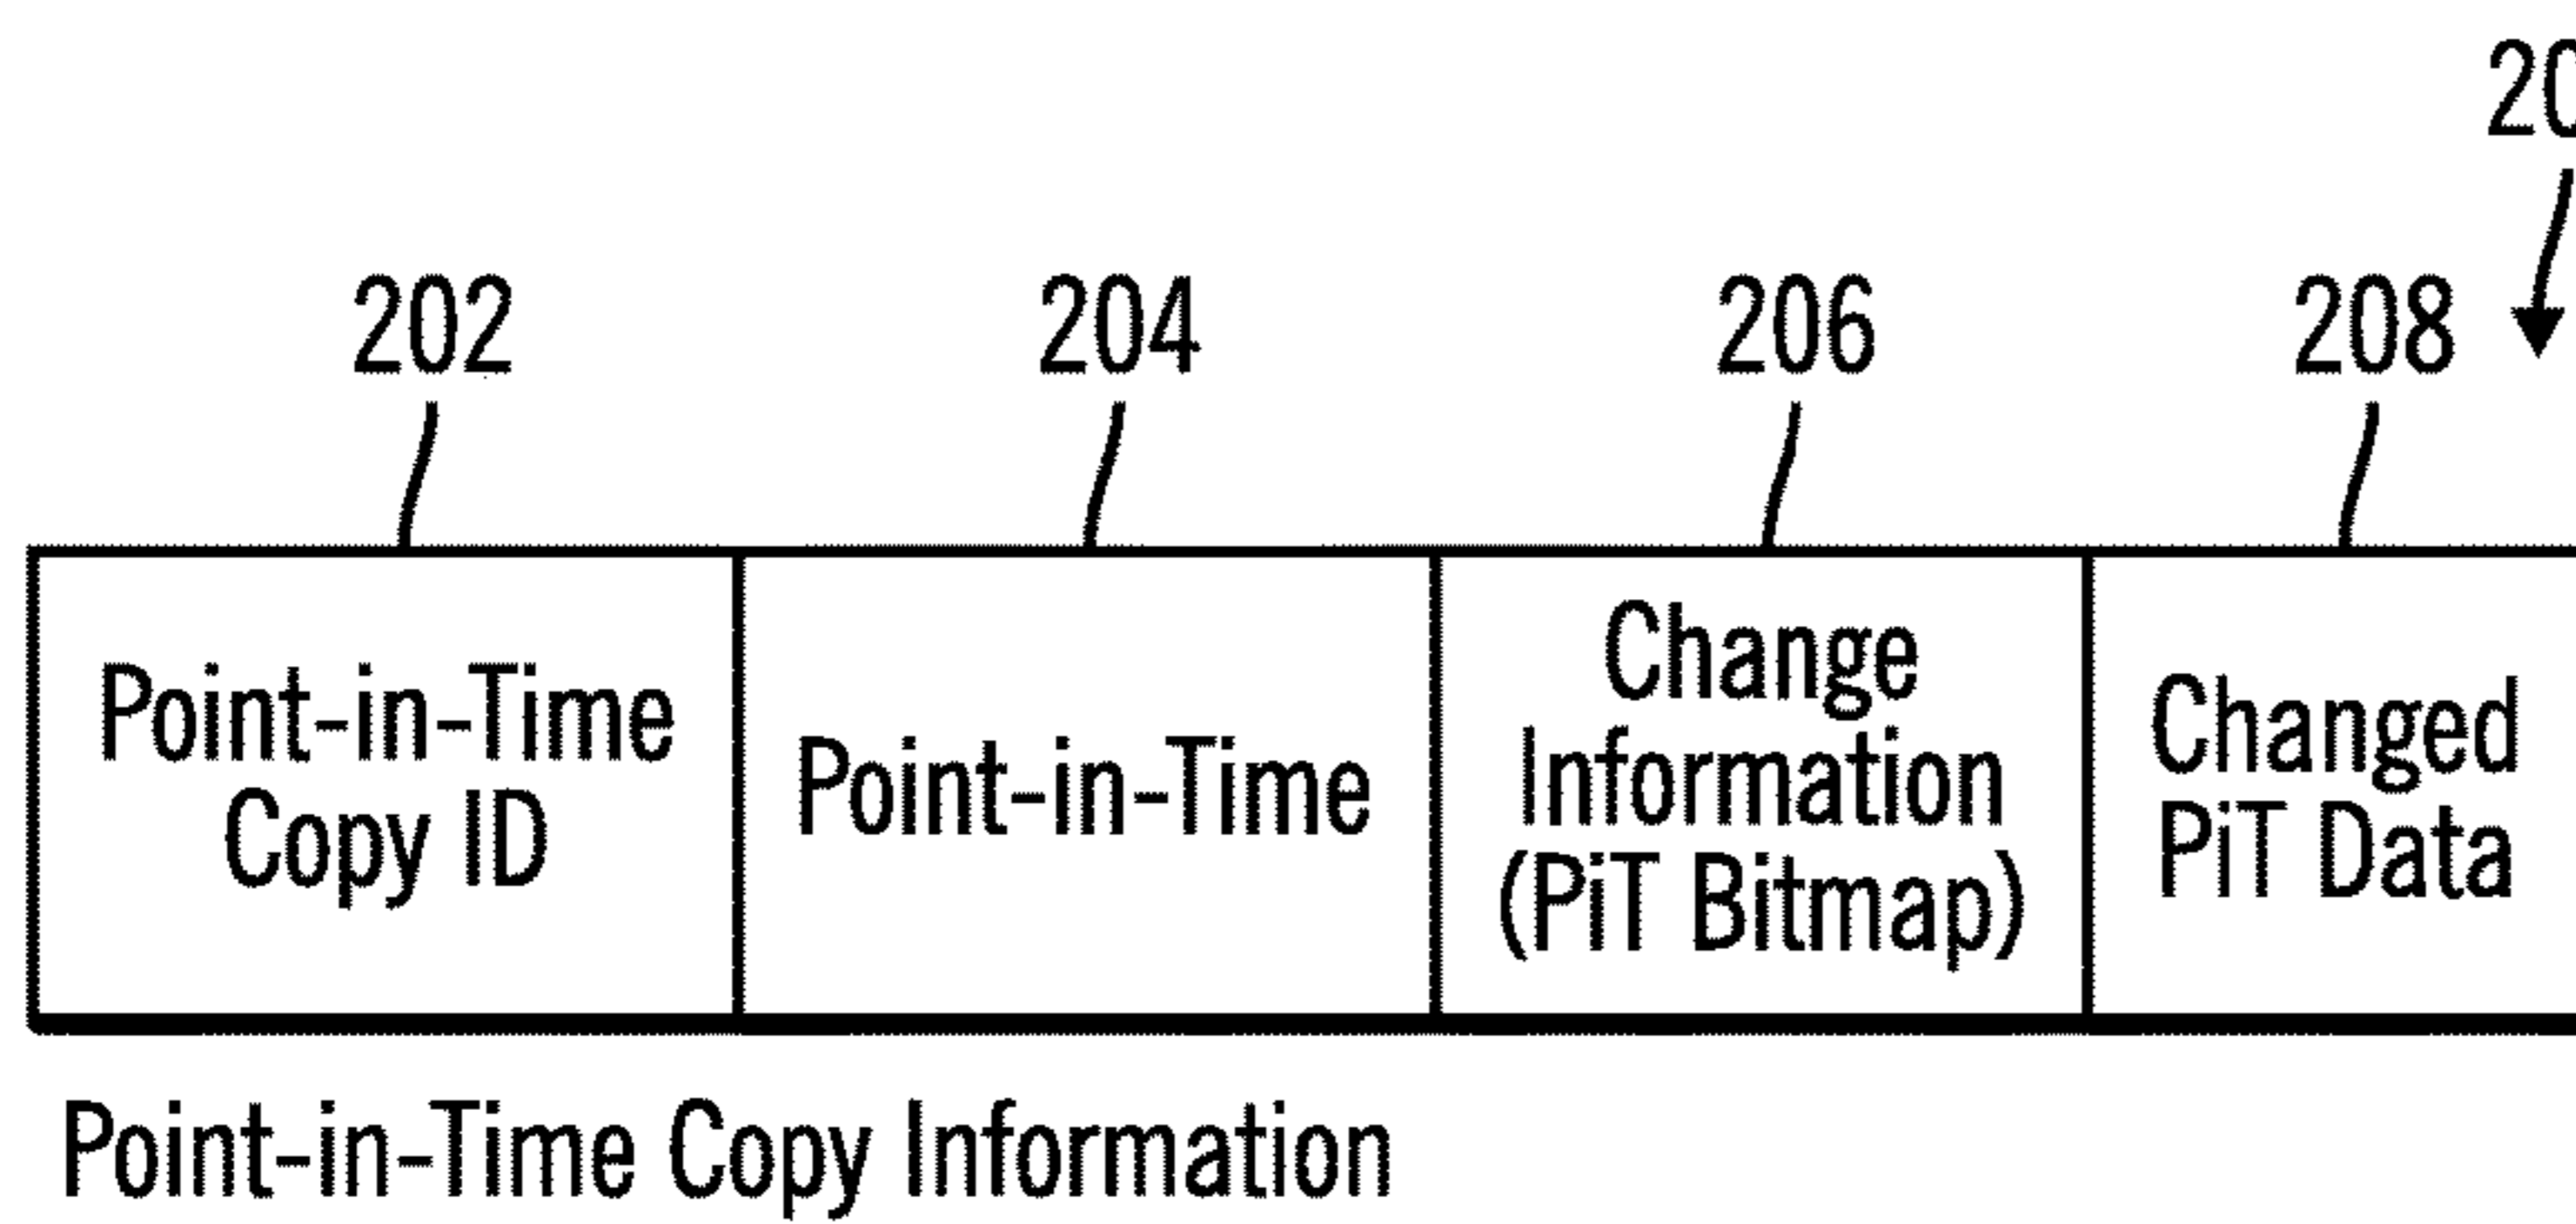 202 204 206 208
Point-in-Time
Copy ID
Point-in-Time
Change
Information
(PiT Bitmap)
Changed
PiT Data
Point-in-Time Copy Information